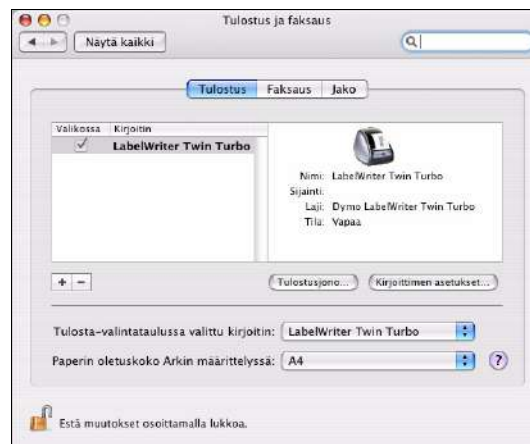 Tulostus ja faksaus
Näytä kaikki
Tulostus Faksaus Jako
Valikossa Kirjoitin
LabelWriter Twin Turbo
Nimi: LabelWriter Twin Turbo
Sijainti:
Laji: Dymo LabelWriter Twin Turbo
Tila: Vapaa
+ −
Tulostusjono... Kirjoittimen asetukset...
Tulosta-valintataulussa valittu kirjoitin: LabelWriter Twin Turbo
Paperin oletuskoko Arkin määrittelyssä: A4 ?
Estä muutokset osoittamalla lukkoa.